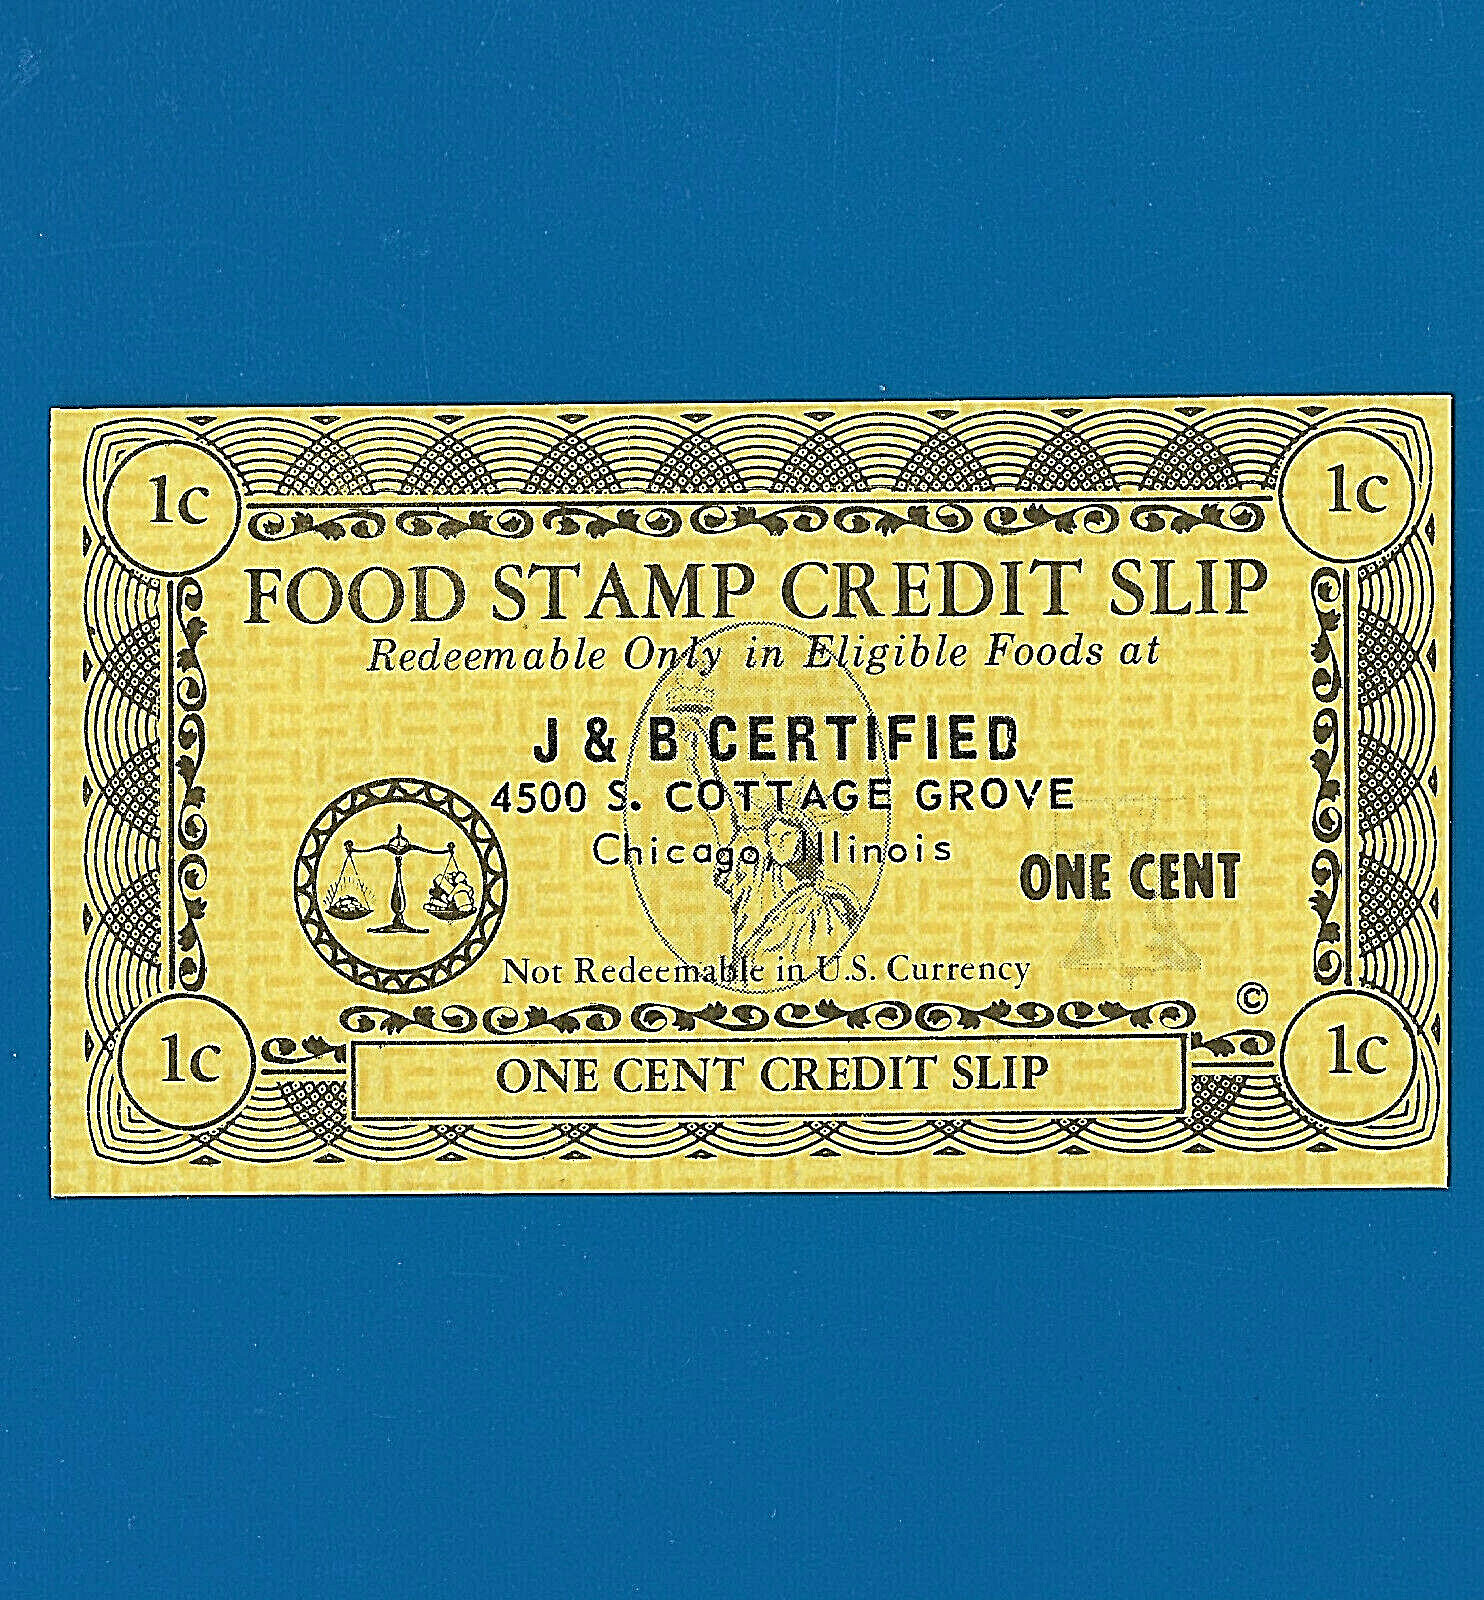 1c 1c
FOOD STAMP CREDIT SLIP
Redeemable Only in Eligible Foods at
J & B CERTIFIED
4500 S. COTTAGE GROVE
Chicago, Illinois
ONE CENT
Not Redeemable in U.S. Currency
©
1c 1c
ONE CENT CREDIT SLIP